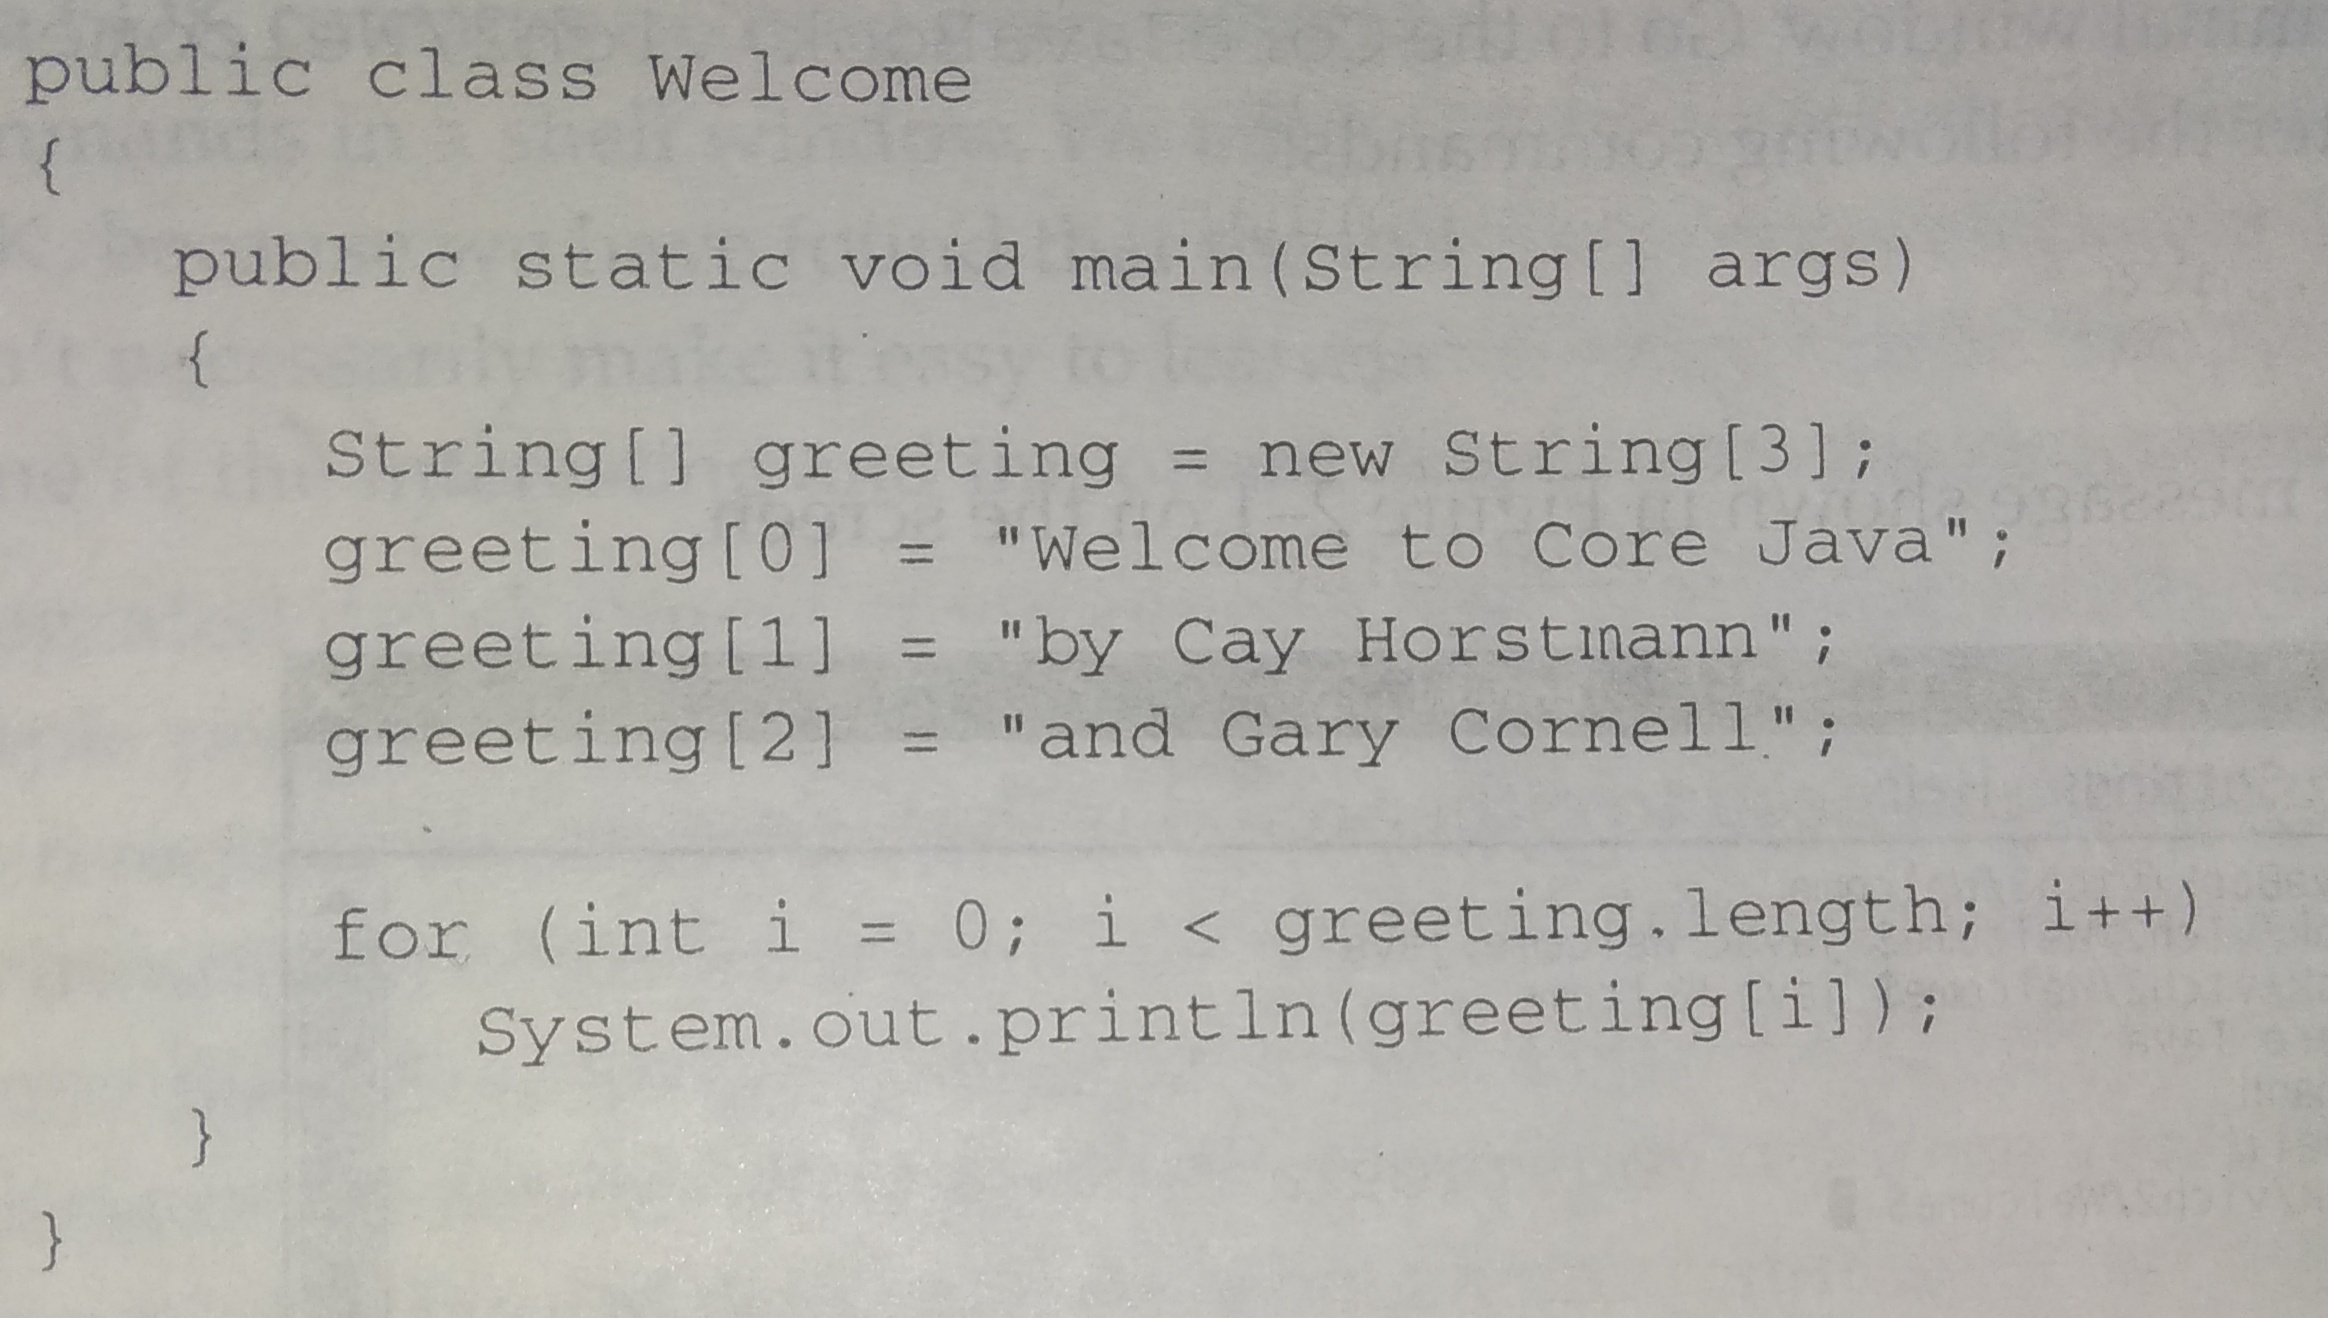 public class Welcome
{
public static void main(String[] args)
{
String[] greeting = new String[3];
greeting[0] = "Welcome to Core Java";
greeting[1] = "by Cay Horstmann";
greeting[2] = "and Gary Cornell";
for (int i = 0; i < greeting.length; i++)
System.out.println(greeting[i]);
}
}